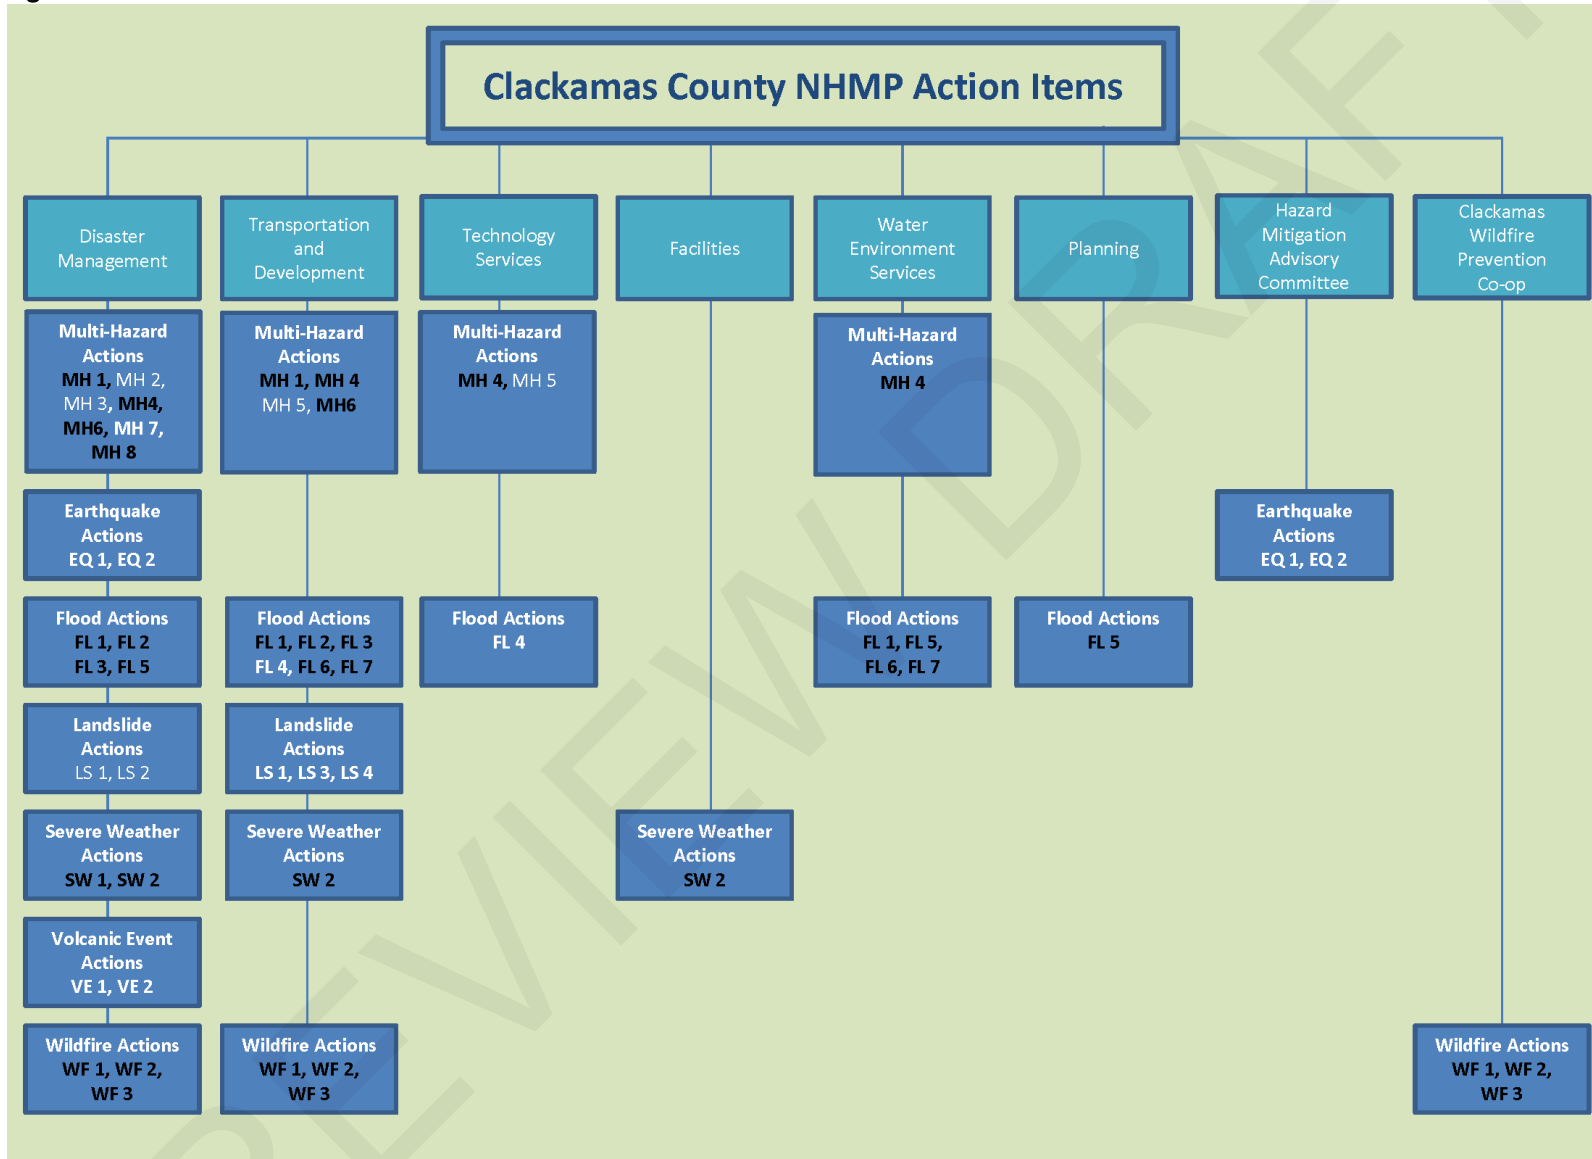 Clackamas County NHMP Action Items
Disaster
Management
Transportation
and
Development
Technology
Services
Facilities
Water
Environment
Services
Planning
Hazard
Mitigation
Advisory
Committee
Clackamas
Wildfire
Prevention
Co-op
Multi-Hazard
Actions
MH 1, MH 2,
MH 3, MH4,
MH6, MH 7,
MH 8
Multi-Hazard
Actions
MH 1, MH 4
MH 5, MH6
Multi-Hazard
Actions
MH 4, MH 5
Multi-Hazard
Actions
MH 4
Earthquake
Actions
EQ 1, EQ 2
Earthquake
Actions
EQ 1, EQ 2
Flood Actions
FL 1, FL 2
FL 3, FL 5
Flood Actions
FL 1, FL 2, FL 3
FL 4, FL 6, FL 7
Flood Actions
FL 4
Flood Actions
FL 1, FL 5,
FL 6, FL 7
Flood Actions
FL 5
Landslide
Actions
LS 1, LS 2
Landslide
Actions
LS 1, LS 3, LS 4
Severe Weather
Actions
SW 1, SW 2
Severe Weather
Actions
SW 2
Severe Weather
Actions
SW 2
Volcanic Event
Actions
VE 1, VE 2
Wildfire Actions
WF 1, WF 2,
WF 3
Wildfire Actions
WF 1, WF 2,
WF 3
Wildfire Actions
WF 1, WF 2,
WF 3
REVIEW DRAFT